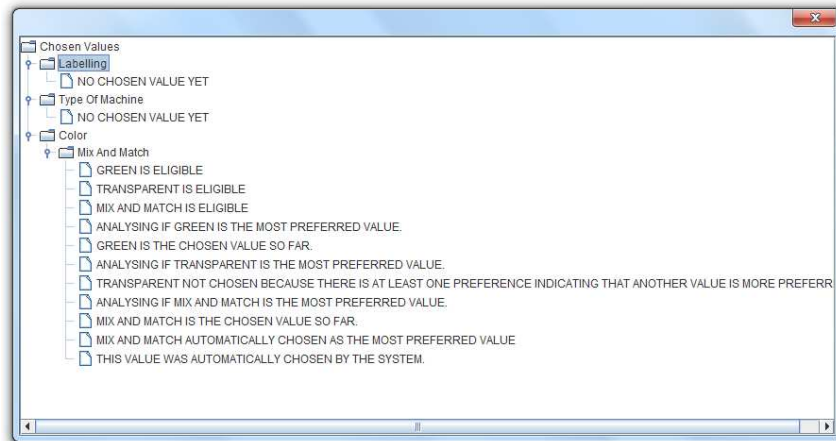 Chosen Values
Labelling
NO CHOSEN VALUE YET
Type Of Machine
NO CHOSEN VALUE YET
Color
Mix And Match
GREEN IS ELIGIBLE
TRANSPARENT IS ELIGIBLE
MIX AND MATCH IS ELIGIBLE
ANALYSING IF GREEN IS THE MOST PREFERRED VALUE.
GREEN IS THE CHOSEN VALUE SO FAR.
ANALYSING IF TRANSPARENT IS THE MOST PREFERRED VALUE.
TRANSPARENT NOT CHOSEN BECAUSE THERE IS AT LEAST ONE PREFERENCE INDICATING THAT ANOTHER VALUE IS MORE PREFERR
ANALYSING IF MIX AND MATCH IS THE MOST PREFERRED VALUE.
MIX AND MATCH IS THE CHOSEN VALUE SO FAR.
MIX AND MATCH AUTOMATICALLY CHOSEN AS THE MOST PREFERRED VALUE
THIS VALUE WAS AUTOMATICALLY CHOSEN BY THE SYSTEM.